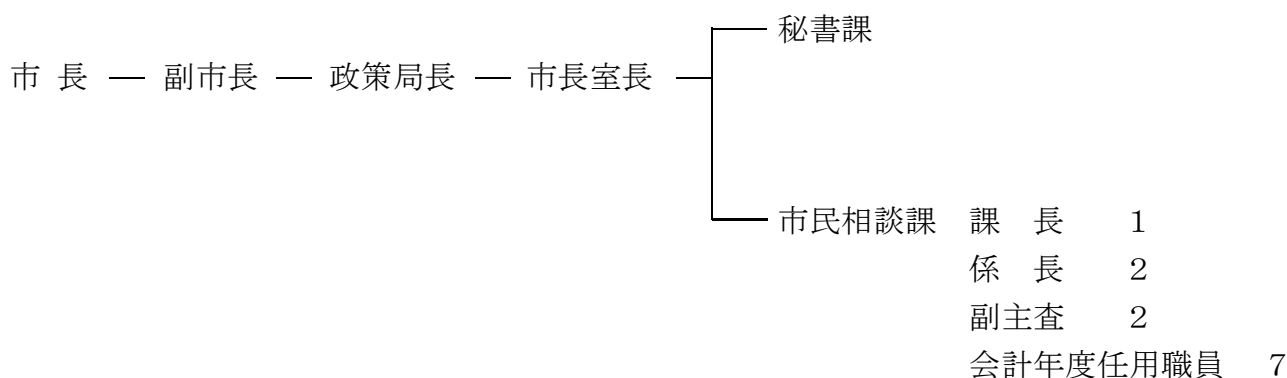 秘書課
市 長 ― 副市長 ― 政策局長 ― 市長室長
市民相談課 課 長 1
係 長 2
副主査 2
会計年度任用職員 7